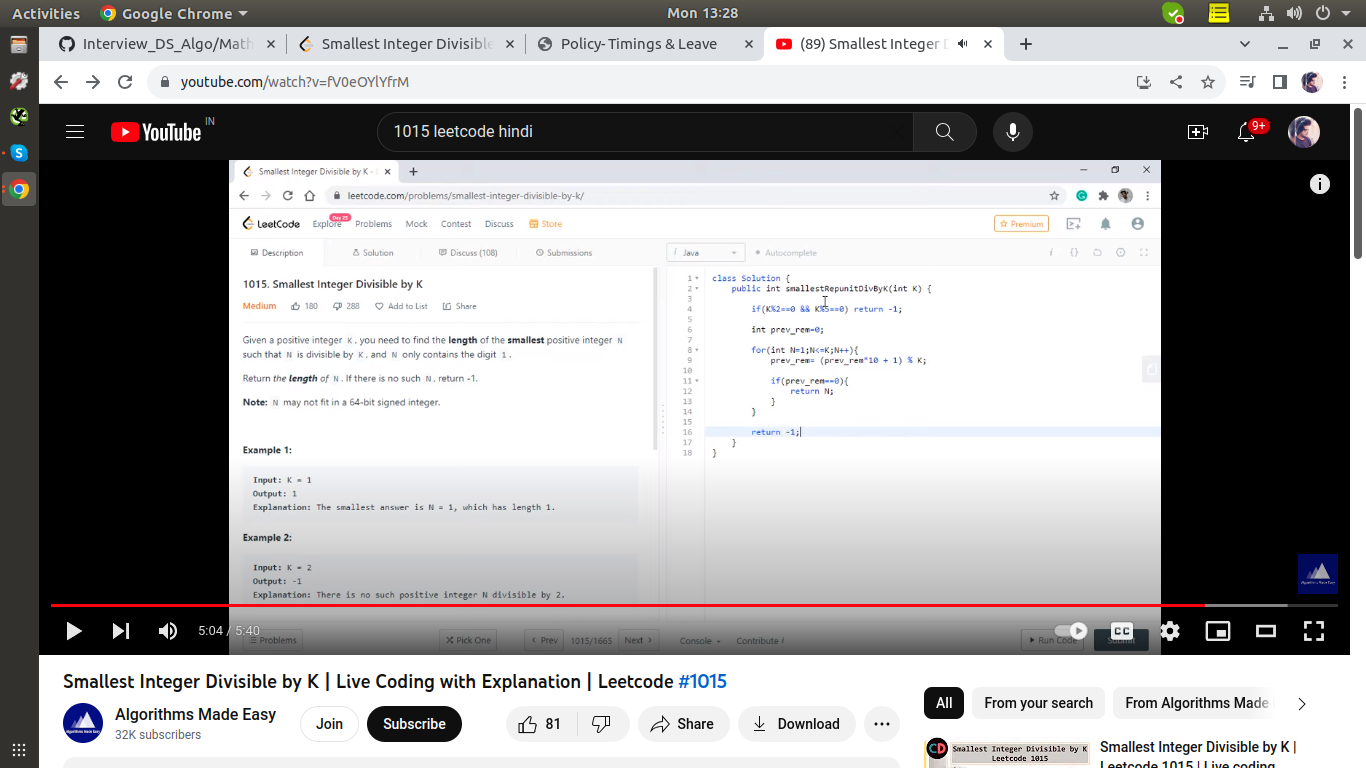 Activities Google Chrome Mon 13:28
Interview_DS_Algo/Math Smallest Integer Divisible Policy- Timings & Leave (89) Smallest Integer D
youtube.com/watch?v=fV0eOYlYfrM
YouTube IN 1015 leetcode hindi 9+
Smallest Integer Divisible by K -
leetcode.com/problems/smallest-integer-divisible-by-k/
LeetCode Explore Day 25 Problems Mock Contest Discuss Store Premium
Description Solution Discuss (108) Submissions i Java Autocomplete
1015. Smallest Integer Divisible by K
Medium 180 288 Add to List Share
Given a positive integer K, you need to find the length of the smallest positive integer N
such that N is divisible by K, and N only contains the digit 1.
Return the length of N. If there is no such N, return -1.
Note: N may not fit in a 64-bit signed integer.
Example 1:
Input: K = 1
Output: 1
Explanation: The smallest answer is N = 1, which has length 1.
Example 2:
Input: K = 2
Output: -1
Explanation: There is no such positive integer N divisible by 2.
1 class Solution {
2 public int smallestRepunitDivByK(int K) {
3
4 if(K%2==0 && K%5==0) return -1;
5
6 int prev_rem=0;
7
8 for(int N=1;N<=K;N++){
9 prev_rem= (prev_rem*10 + 1) % K;
10
11 if(prev_rem==0){
12 return N;
13 }
14 }
15
16 return -1;
17 }
18 }
Problems Pick One Prev 1015/1665 Next Console Contribute i Run Code Submit
5:04 / 5:40 CC
Algorithms Made Easy
Smallest Integer Divisible by K | Live Coding with Explanation | Leetcode #1015
Algorithms Made Easy
32K subscribers
Join Subscribe 81 Share Download
All From your search From Algorithms Made
CD Smallest Integer Divisible by K
Leetcode 1015
Smallest Integer Divisible by K |
Leetcode 1015 | Live coding